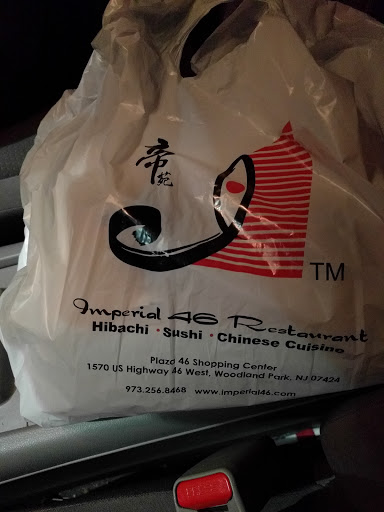 帝苑
TM
Imperial 46 Restaurant
Hibachi · Sushi · Chinese Cuisine
Plaza 46 Shopping Center
1570 US Highway 46 West, Woodland Park, NJ 07424
973.256.8468 www.imperial46.com
PRESS